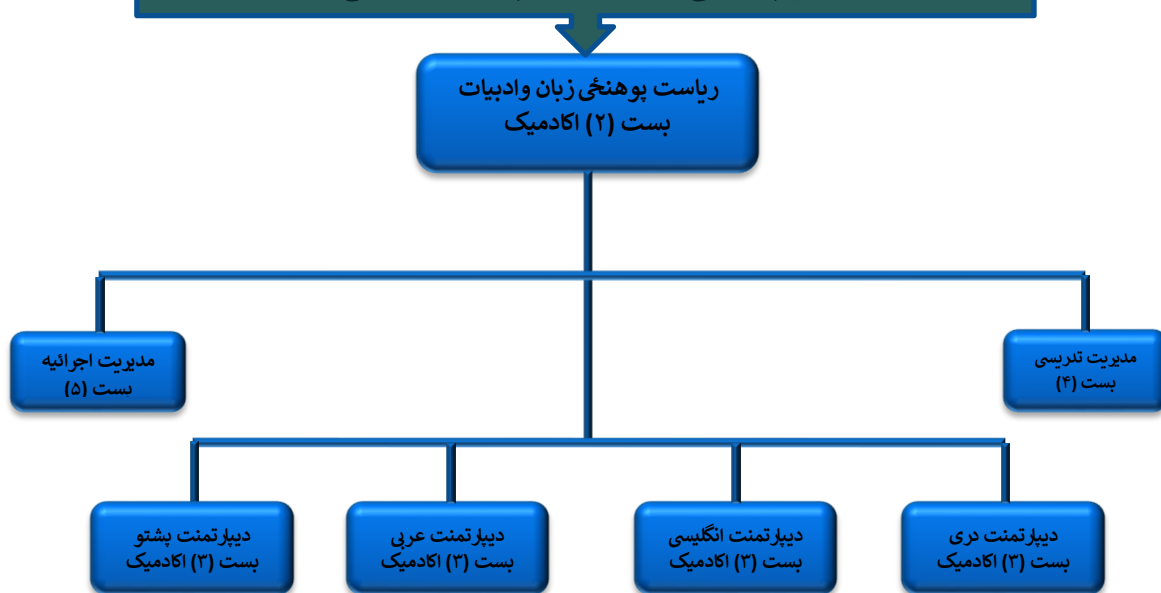 ریاست پوهنځی زبان وادبیات
بست (۲) اکادمیک
مدیریت تدریسی
بست (۴)
مدیریت اجرائیه
بست (۵)
دیپارتمنت دری
بست (۳) اکادمیک
دیپارتمنت انگلیسی
بست (۳) اکادمیک
دیپارتمنت عربی
بست (۳) اکادمیک
دیپارتمنت پشتو
بست (۳) اکادمیک